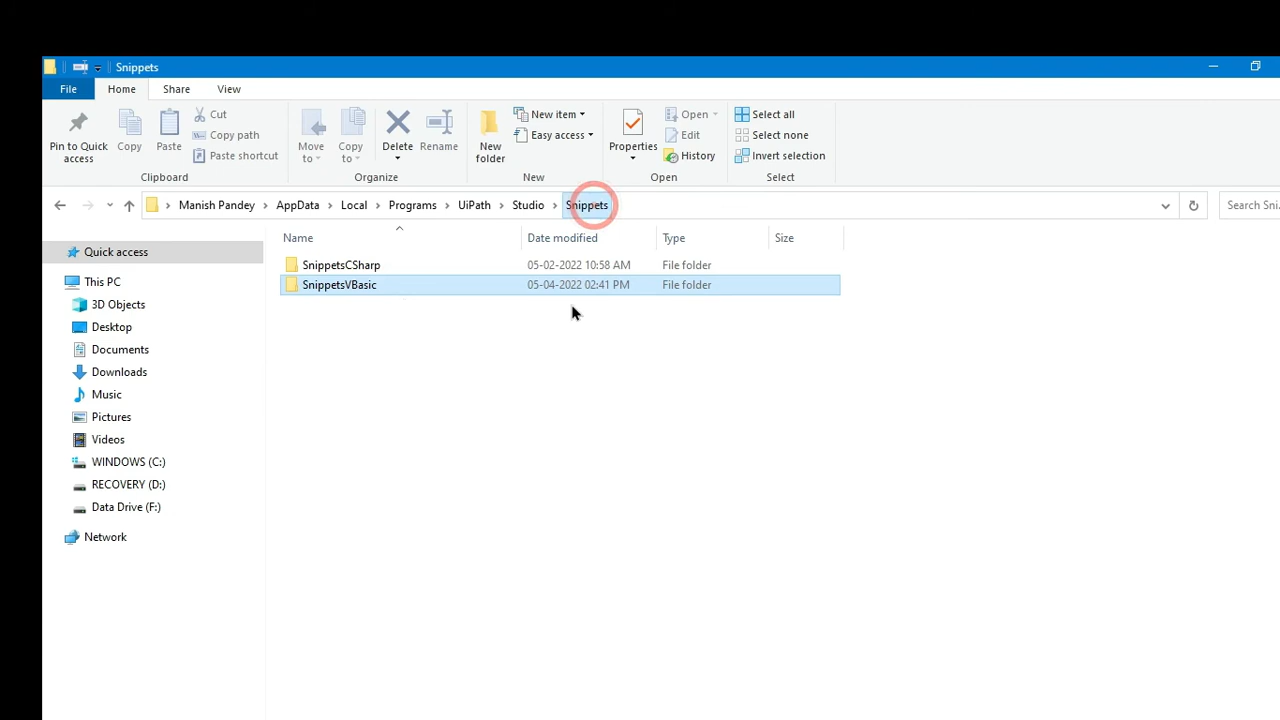 Snippets
File Home Share View
Pin to Quick access
Copy
Paste
Cut
Copy path
Paste shortcut
Clipboard
Move to
Copy to
Delete
Rename
Organize
New folder
New item
Easy access
New
Properties
Open
Edit
History
Open
Select all
Select none
Invert selection
Select
Manish Pandey AppData Local Programs UiPath Studio Snippets
Search Sni
Name Date modified Type Size
SnippetsCSharp 05-02-2022 10:58 AM File folder
SnippetsVBasic 05-04-2022 02:41 PM File folder
Quick access
This PC
3D Objects
Desktop
Documents
Downloads
Music
Pictures
Videos
WINDOWS (C:)
RECOVERY (D:)
Data Drive (F:)
Network